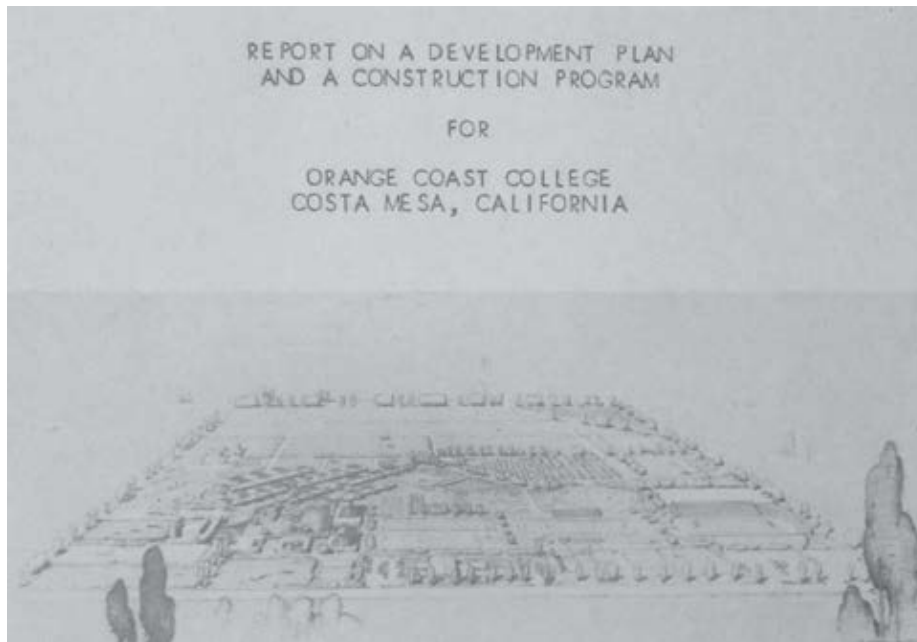 REPORT ON A DEVELOPMENT PLAN
AND A CONSTRUCTION PROGRAM
FOR
ORANGE COAST COLLEGE
COSTA MESA, CALIFORNIA